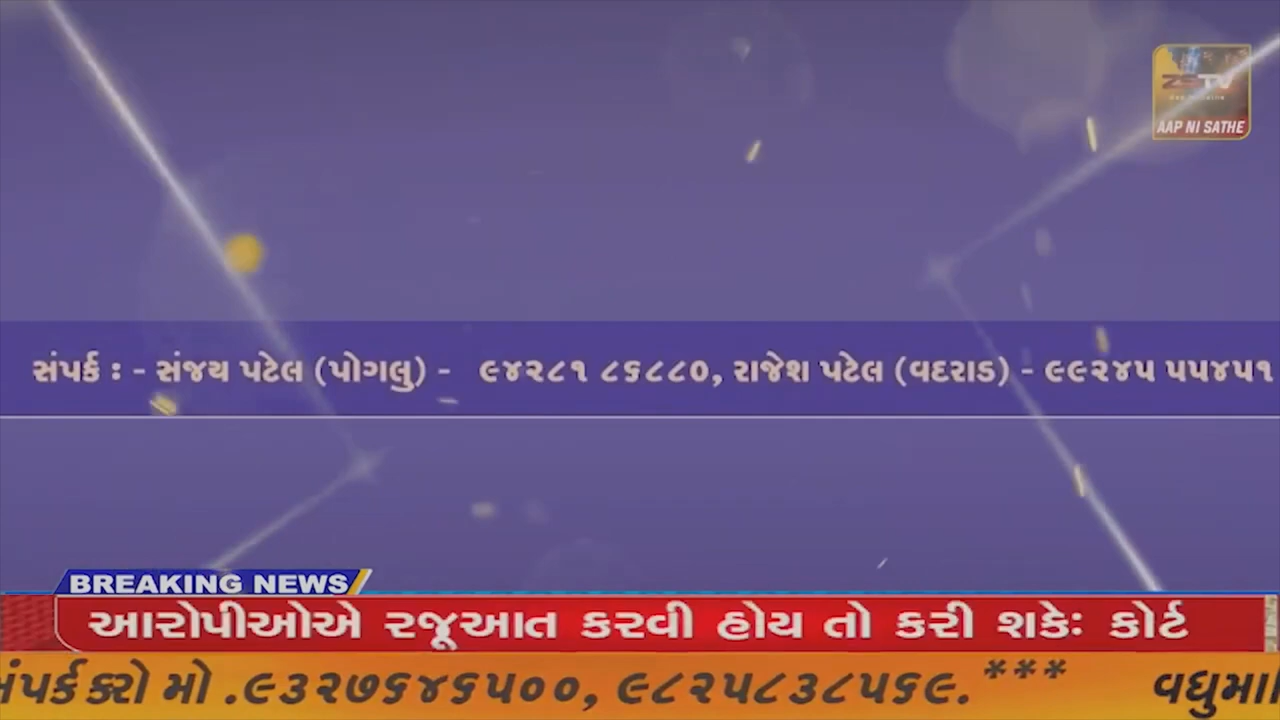 ZSTV
AAP NI SATHE
સંપર્ક : - સંજય પટેલ (પોગલુ) - ૯૪૨૮૧ ૮૬૮૮૦, રાજેશ પટેલ (વદરાડ) - ૯૯૨૪૫ ૫૫૪૫૧
BREAKING NEWS
આરોપીઓએ રજૂઆત કરવી હોય તો કરી શકેઃ કોર્ટ
સંપર્ક કરો મો .૯૩૨૭૬૪૬૫૦૦, ૯૮૨૫૮૩૮૫૬૯.***